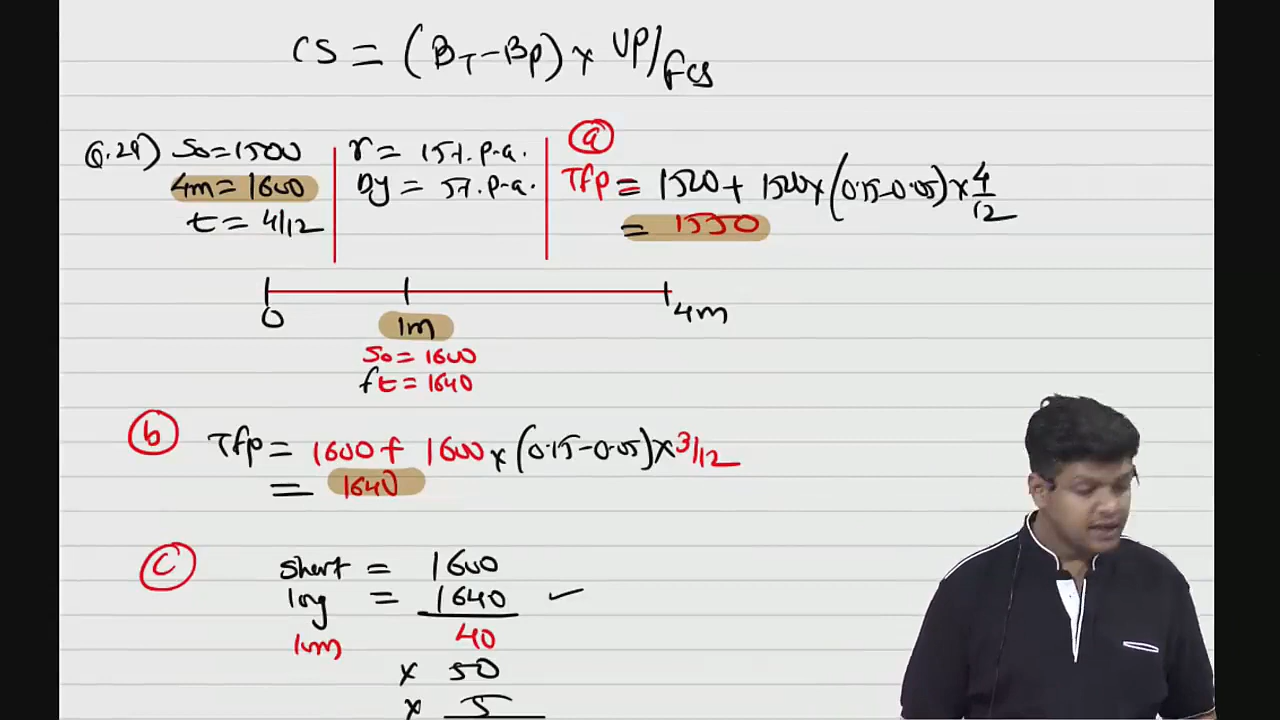 CS = (BT - BP) × VP/FCS
Q.29) S0 = 1500
4m = 1600
t = 4/12
r = 15%. p.a.
Dy = 5%. p.a.
a
Tfp = 1500 + 1500 × (0.15-0.05) × 4/12
= 1550
0
1m
4m
S0 = 1600
ft = 1640
b
Tfp = 1600 + 1600 × (0.15-0.05) × 3/12
= 1640
c
short = 1600
long = 1640
1m 40
× 50
× 5